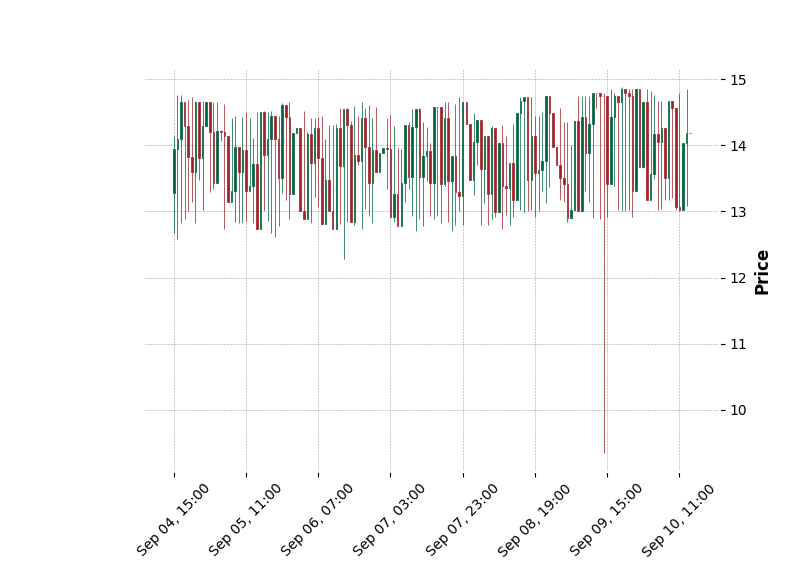 15
14
13
12
11
10
Price
Sep 04, 15:00
Sep 05, 11:00
Sep 06, 07:00
Sep 07, 03:00
Sep 07, 23:00
Sep 08, 19:00
Sep 09, 15:00
Sep 10, 11:00